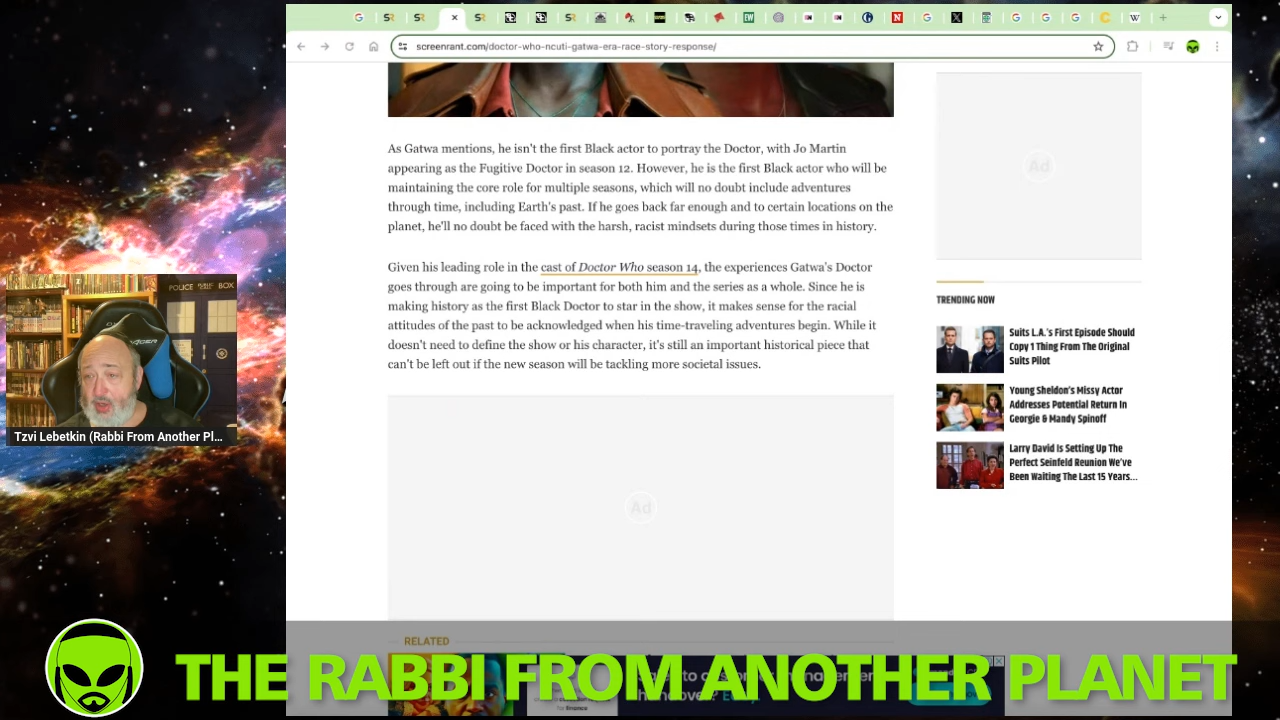 screenrant.com/doctor-who-ncuti-gatwa-era-race-story-response/
As Gatwa mentions, he isn't the first Black actor to portray the Doctor, with Jo Martin
appearing as the Fugitive Doctor in season 12. However, he is the first Black actor who will be
maintaining the core role for multiple seasons, which will no doubt include adventures
through time, including Earth's past. If he goes back far enough and to certain locations on the
planet, he'll no doubt be faced with the harsh, racist mindsets during those times in history.
Given his leading role in the cast of Doctor Who season 14, the experiences Gatwa's Doctor
goes through are going to be important for both him and the series as a whole. Since he is
making history as the first Black Doctor to star in the show, it makes sense for the racial
attitudes of the past to be acknowledged when his time-traveling adventures begin. While it
doesn't need to define the show or his character, it's still an important historical piece that
can't be left out if the new season will be tackling more societal issues.
Ad
Ad
TRENDING NOW
Suits L.A.'s First Episode Should
Copy 1 Thing From The Original
Suits Pilot
Young Sheldon's Missy Actor
Addresses Potential Return In
Georgie & Mandy Spinoff
Larry David Is Setting Up The
Perfect Seinfeld Reunion We've
Been Waiting The Last 15 Years...
POLICE BOX
Tzvi Lebetkin (Rabbi From Another Pl...
RELATED
for finance
THE RABBI FROM ANOTHER PLANET